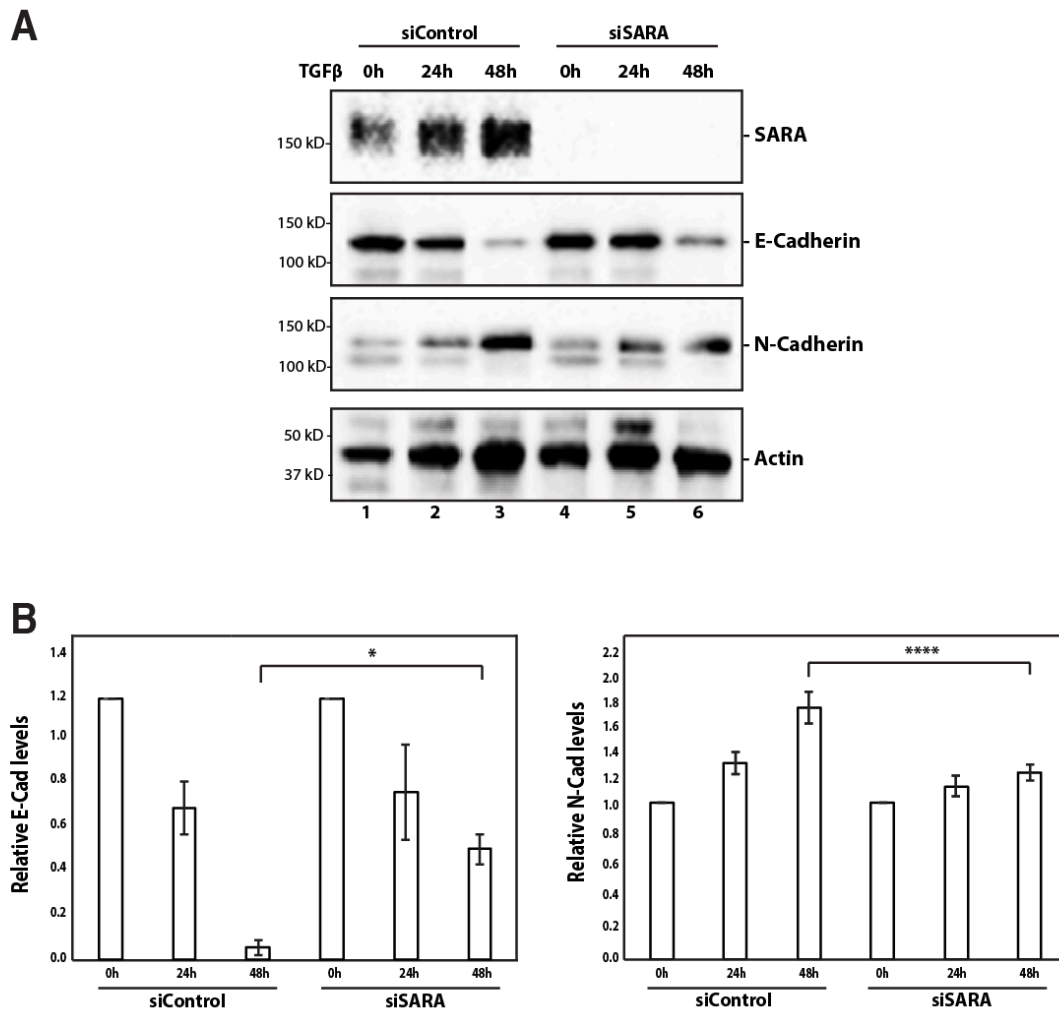 A
siControl siSARA
TGFβ 0h 24h 48h 0h 24h 48h
150 kD SARA
150 kD
E-Cadherin
100 kD
150 kD
N-Cadherin
100 kD
50 kD
Actin
37 kD
1 2 3 4 5 6
B
Relative E-Cad levels
1.4
1.2
1.0
0.8
0.6
0.4
0.2
0.0
*
0h 24h 48h 0h 24h 48h
siControl siSARA
Relative N-Cad levels
2.2
2.0
1.8
1.6
1.4
1.2
1.0
0.8
0.6
0.4
0.2
0.0
****
0h 24h 48h 0h 24h 48h
siControl siSARA